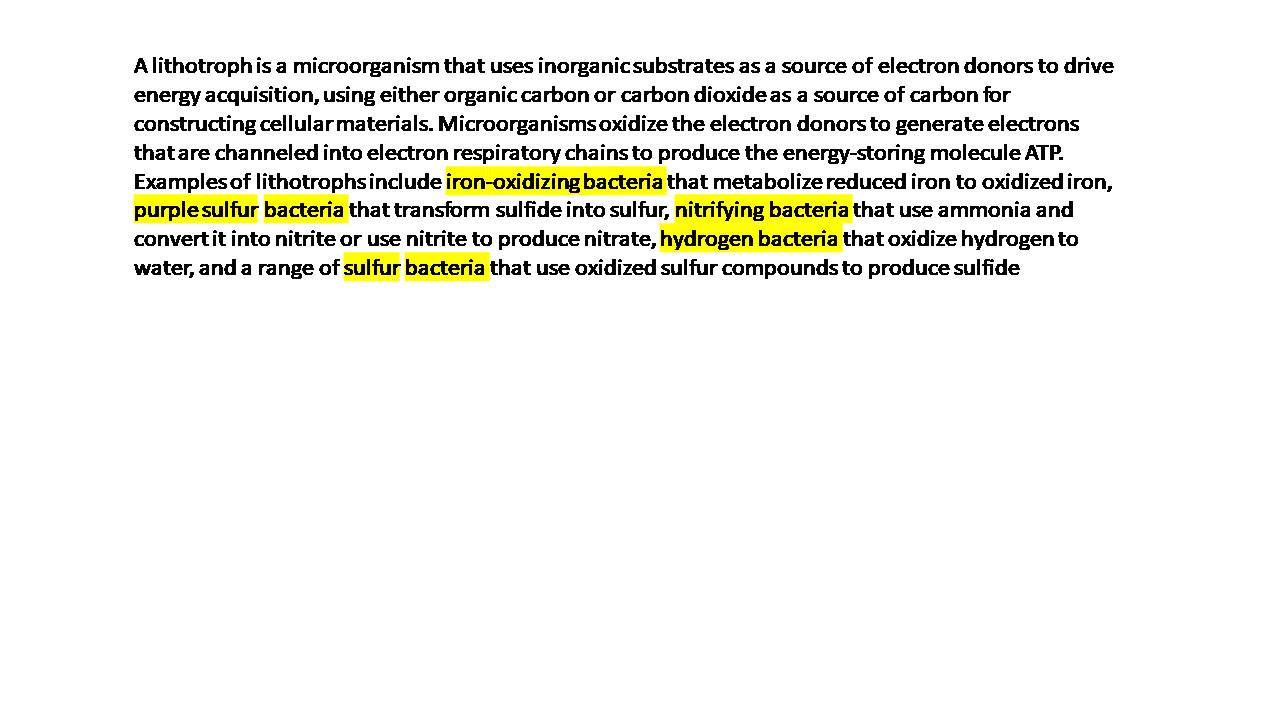 A lithotroph is a microorganism that uses inorganic substrates as a source of electron donors to drive
energy acquisition, using either organic carbon or carbon dioxide as a source of carbon for
constructing cellular materials. Microorganisms oxidize the electron donors to generate electrons
that are channeled into electron respiratory chains to produce the energy-storing molecule ATP.
Examples of lithotrophs include iron-oxidizing bacteria that metabolize reduced iron to oxidized iron,
purple sulfur bacteria that transform sulfide into sulfur, nitrifying bacteria that use ammonia and
convert it into nitrite or use nitrite to produce nitrate, hydrogen bacteria that oxidize hydrogen to
water, and a range of sulfur bacteria that use oxidized sulfur compounds to produce sulfide